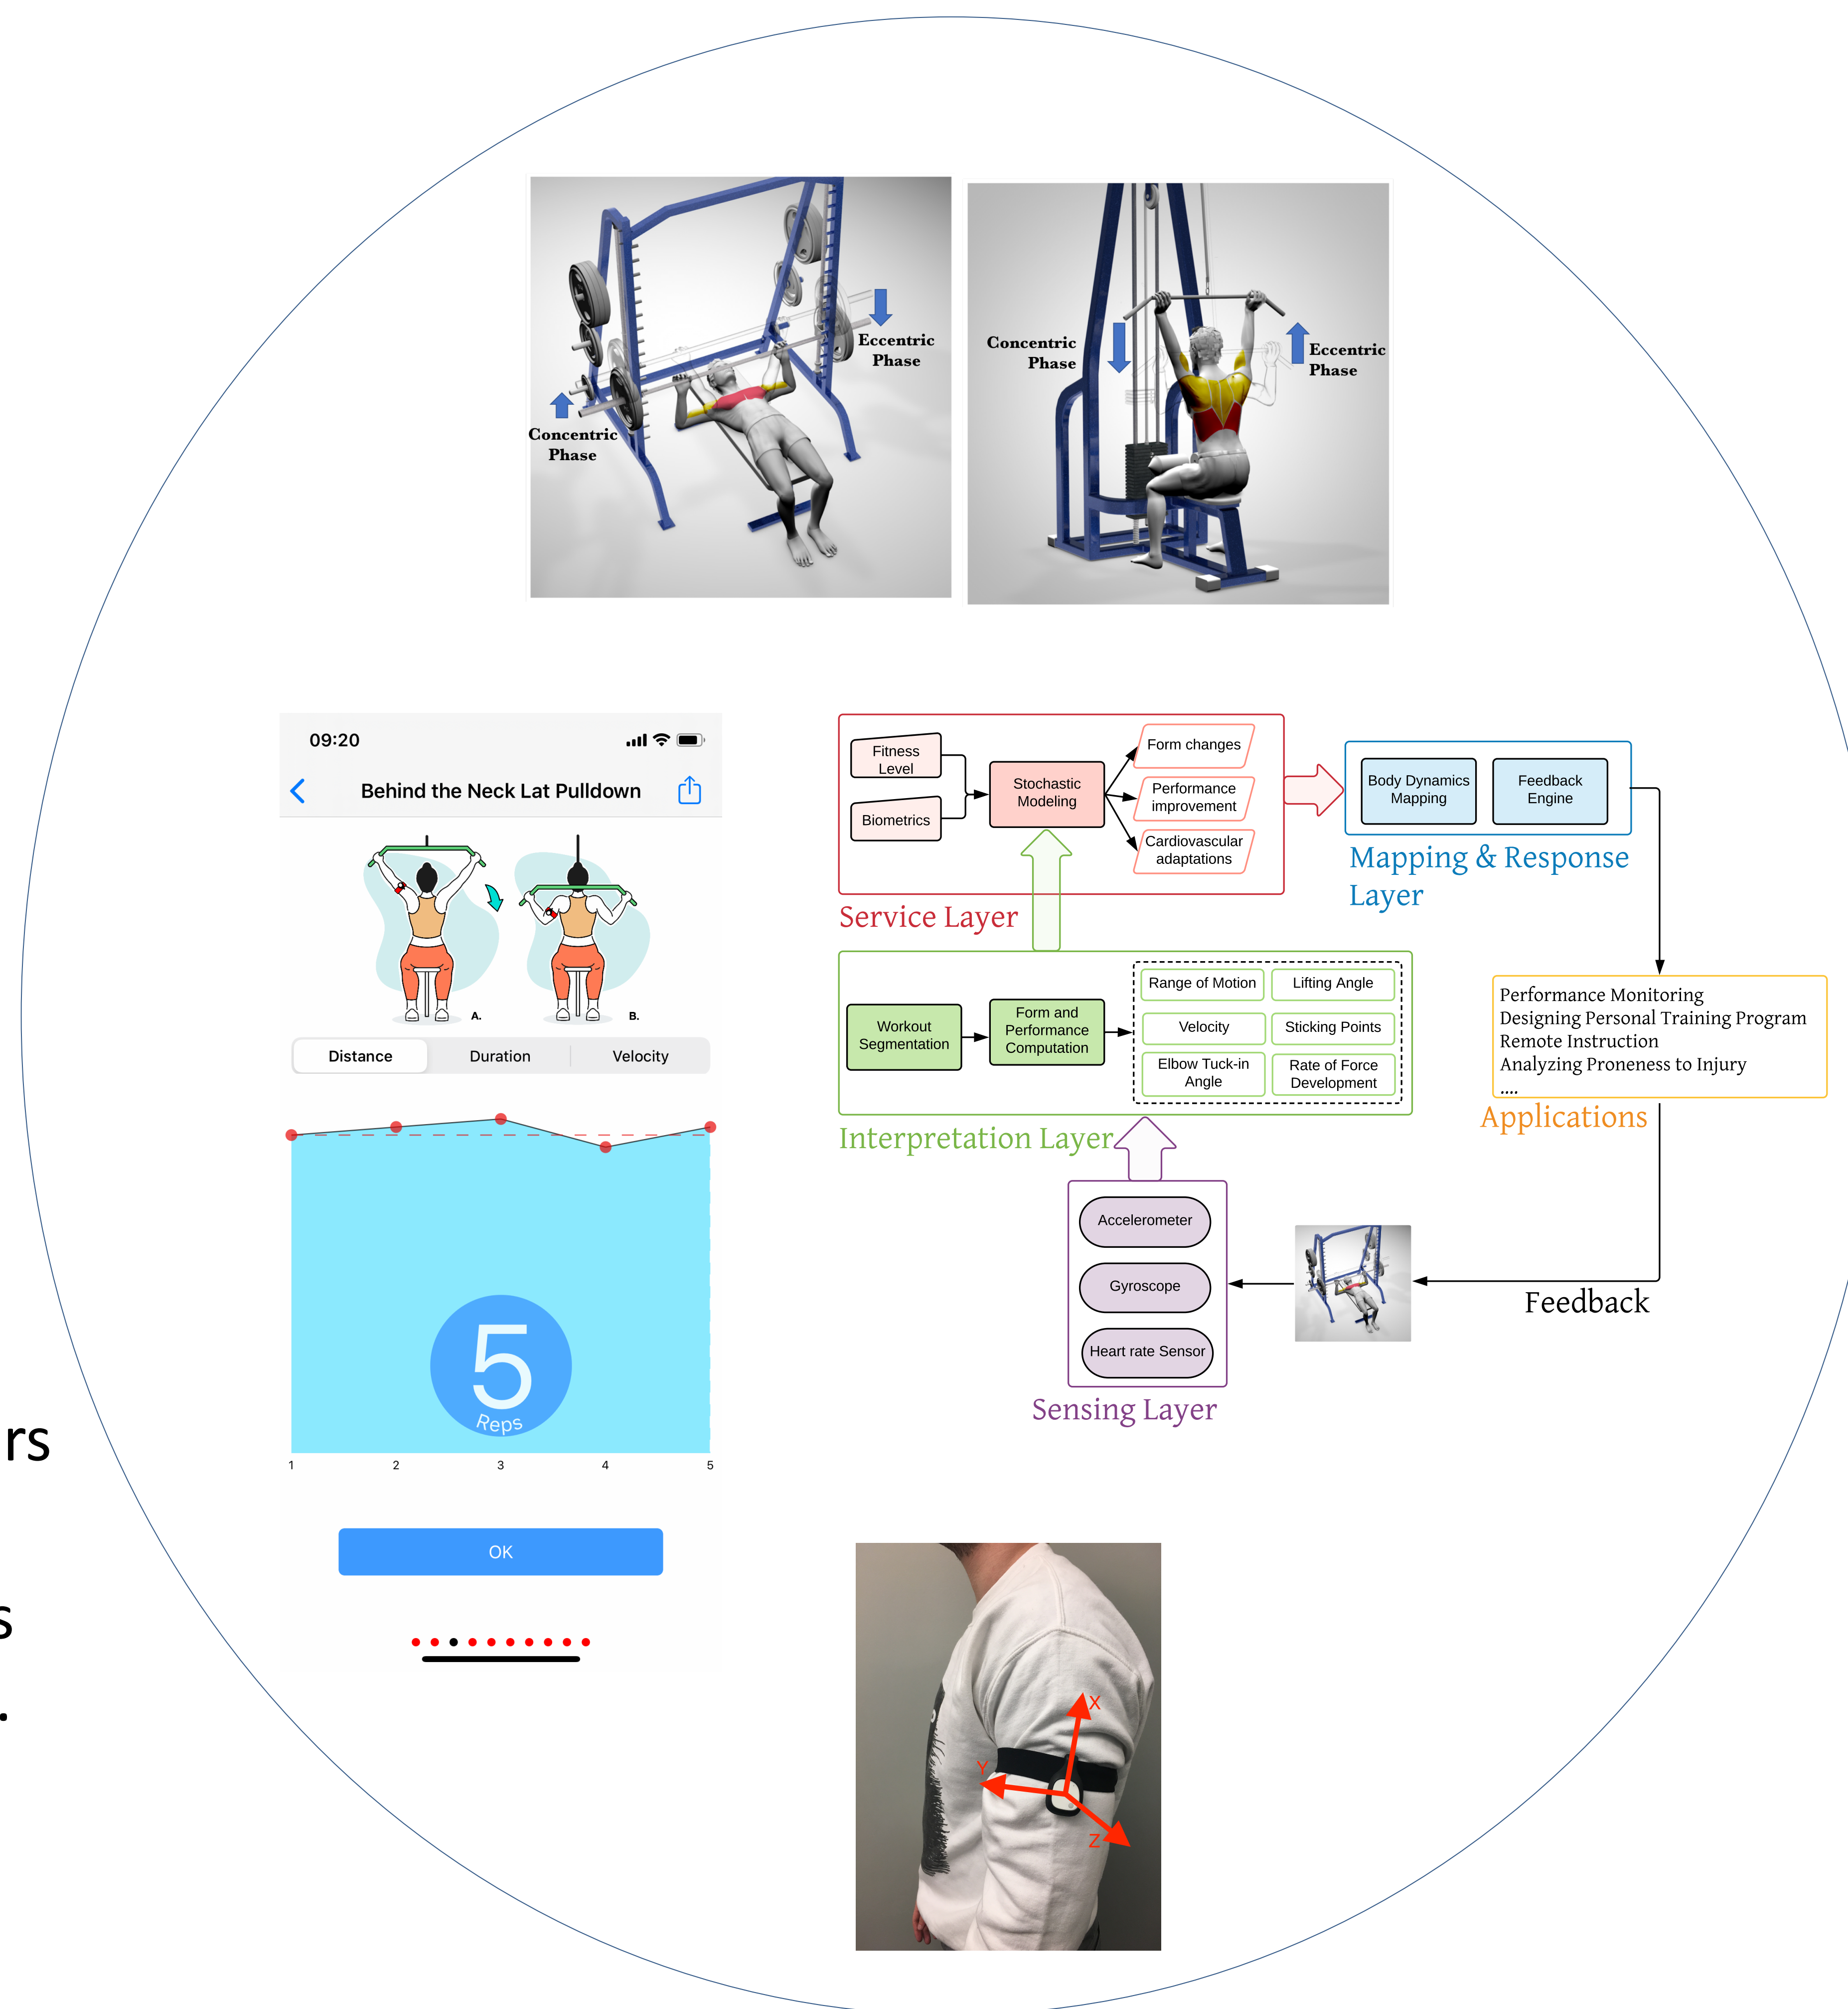 Eccentric
Phase
Concentric
Phase
Concentric
Phase
Eccentric
Phase
09:20
Behind the Neck Lat Pulldown
A.
B.
Distance
Duration
Velocity
5
Reps
1
2
3
4
5
OK
Fitness
Level
Biometrics
Stochastic
Modeling
Form changes
Performance
improvement
Cardiovascular
adaptations
Service Layer
Body Dynamics
Mapping
Feedback
Engine
Mapping & Response
Layer
Workout
Segmentation
Form and
Performance
Computation
Range of Motion
Lifting Angle
Velocity
Sticking Points
Elbow Tuck-in
Angle
Rate of Force
Development
Interpretation Layer
Performance Monitoring
Designing Personal Training Program
Remote Instruction
Analyzing Proneness to Injury
....
Applications
Accelerometer
Gyroscope
Heart rate Sensor
Sensing Layer
Feedback
rs
s
.
X
Y
Z